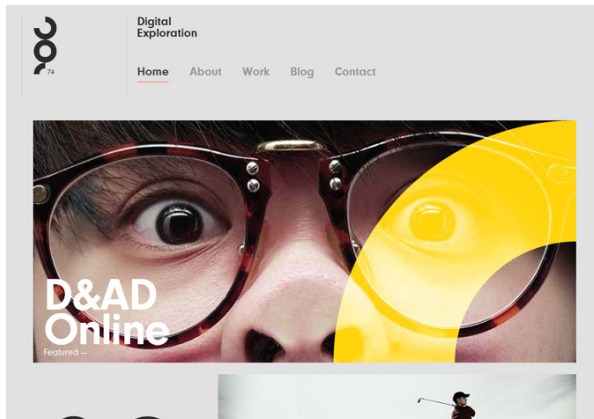 Digital
Exploration
74
Home About Work Blog Contact
D&AD
Online
Featured —